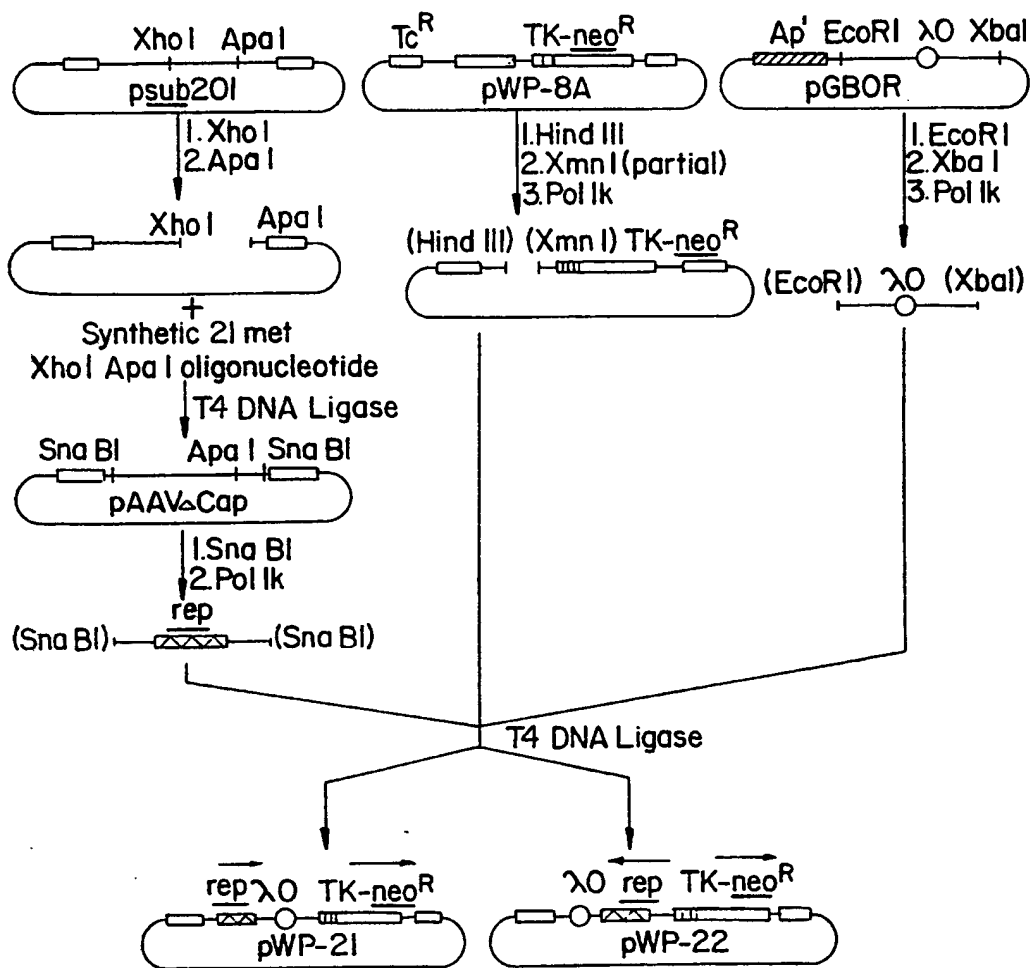 Xho I Apa I
psub201
1. Xho I
2. Apa I
Xho I Apa I
+
Synthetic 21 met
Xho I Apa I oligonucleotide
T4 DNA Ligase
Sna BI Apa I Sna BI
pAAV△Cap
1. Sna BI
2. Pol Ik
rep
(Sna BI) (Sna BI)
Tc^R TK-neo^R
pWP-8A
1. Hind III
2. Xmn I (partial)
3. Pol Ik
(Hind III) (Xmn I) TK-neo^R
Ap' EcoRI λO XbaI
pGBOR
1. EcoRI
2. Xba I
3. Pol Ik
(EcoRI) λO (XbaI)
T4 DNA Ligase
rep λO TK-neo^R
pWP-21
λO rep TK-neo^R
pWP-22